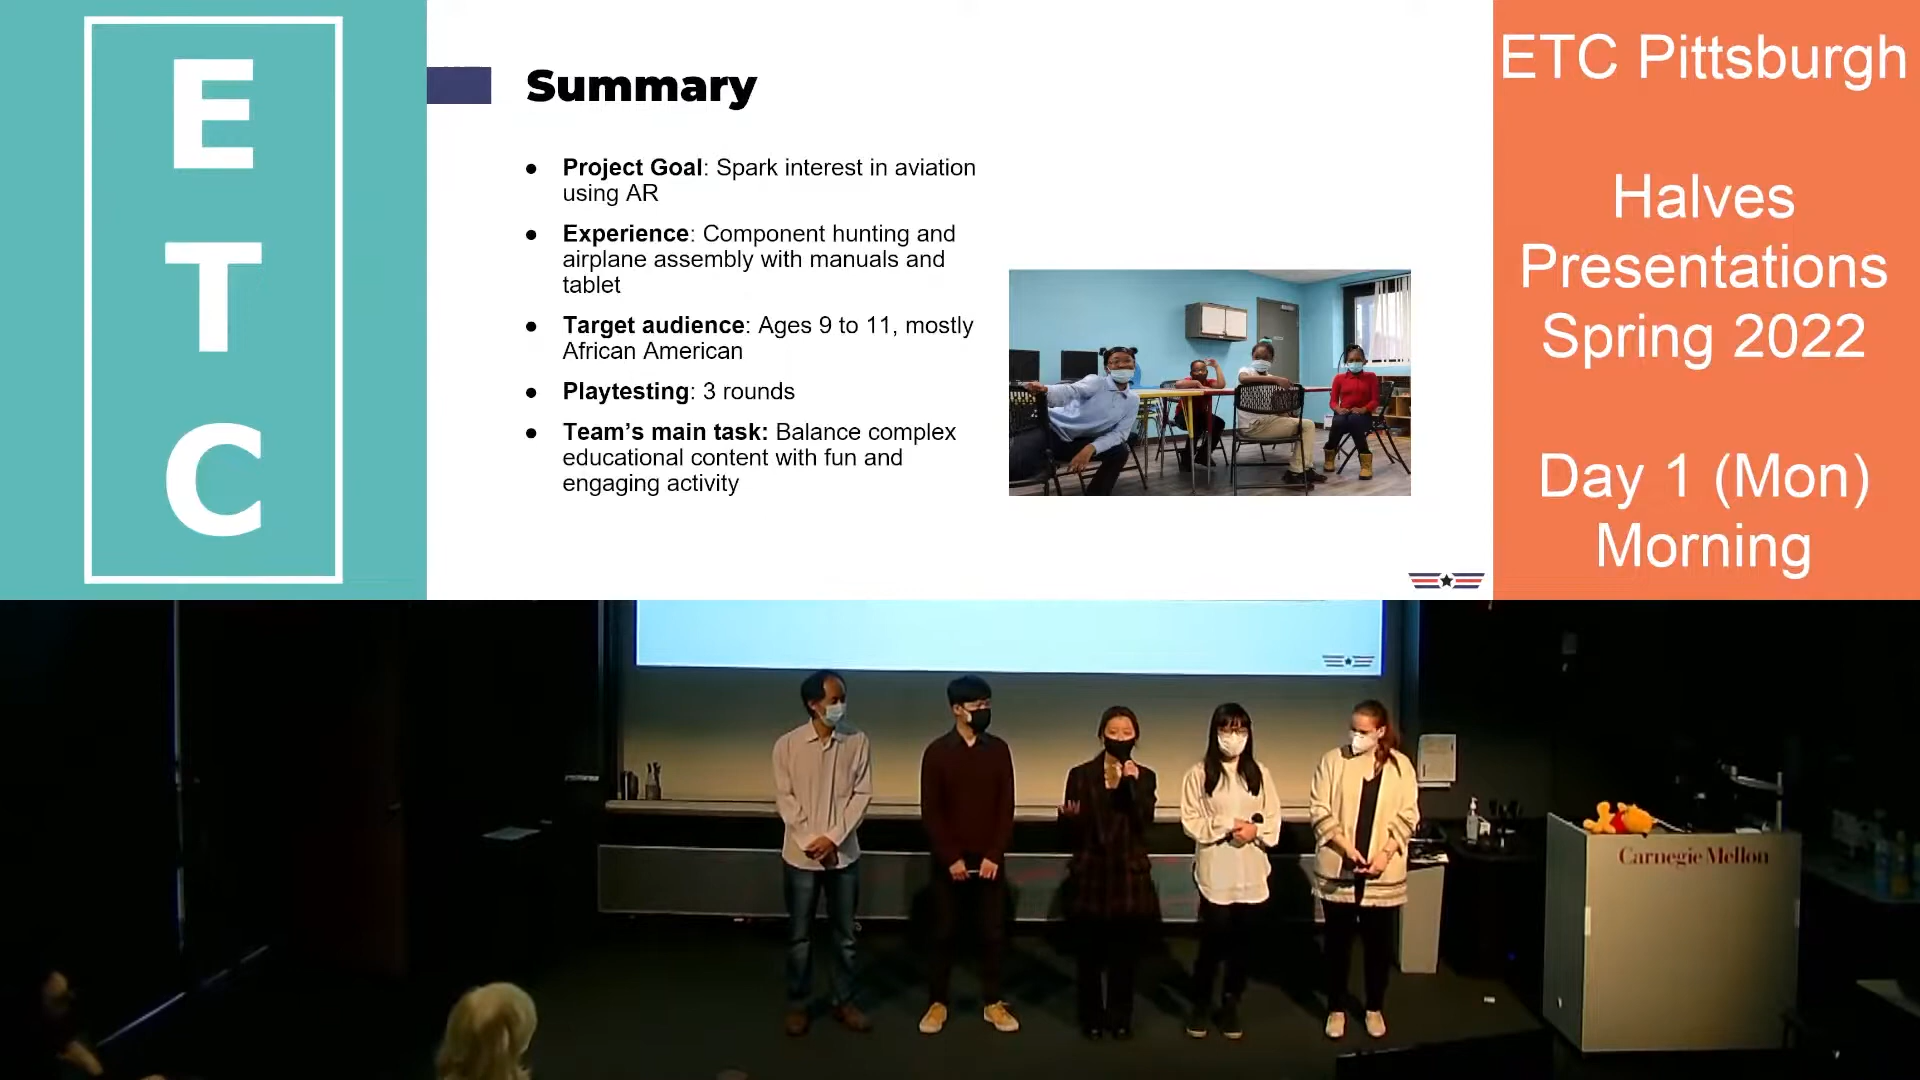 E
T
C
Summary
● Project Goal: Spark interest in aviation
using AR
● Experience: Component hunting and
airplane assembly with manuals and
tablet
● Target audience: Ages 9 to 11, mostly
African American
● Playtesting: 3 rounds
● Team’s main task: Balance complex
educational content with fun and
engaging activity
ETC Pittsburgh
Halves
Presentations
Spring 2022
Day 1 (Mon)
Morning
Carnegie Mellon